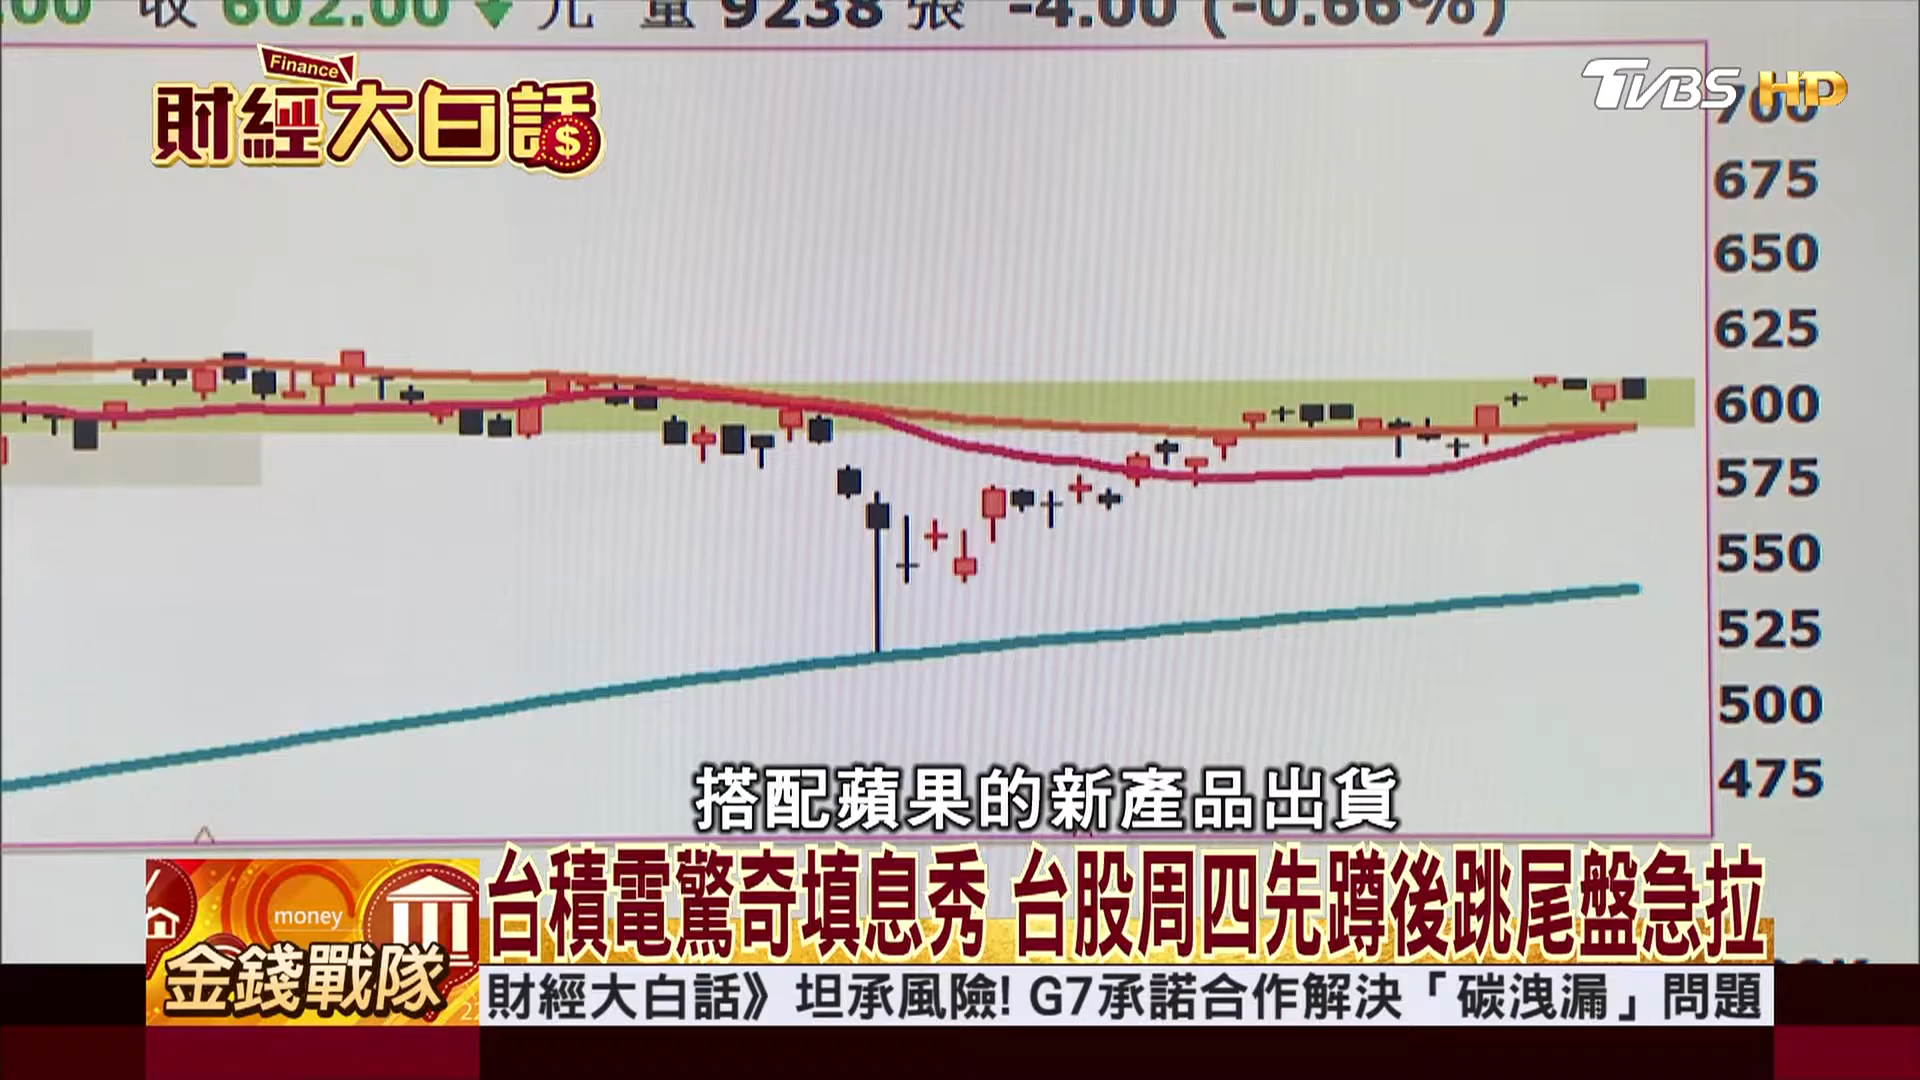 .00 收 602.00 元 量 9238 張 -4.00 (-0.66%)
Finance
財經大白話
$
TVBS HD
700
675
650
625
600
575
550
525
500
475
搭配蘋果的新產品出貨
money
金錢戰隊
台積電驚奇填息秀 台股周四先蹲後跳尾盤急拉
財經大白話》坦承風險! G7承諾合作解決「碳洩漏」問題